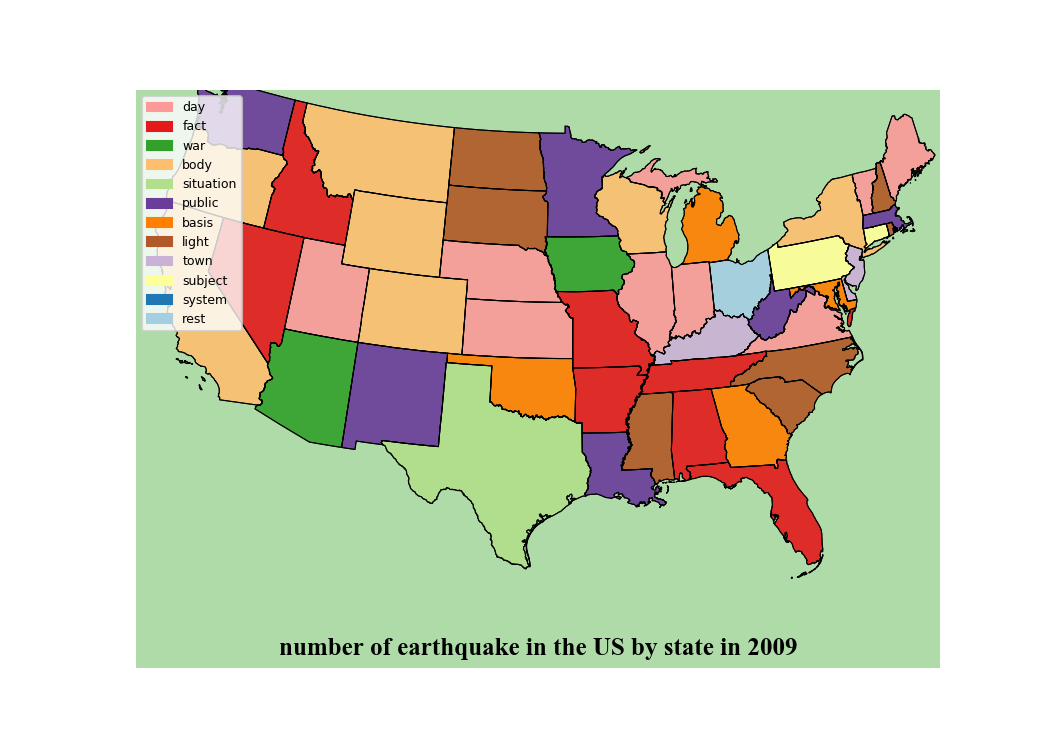 day
fact
war
body
situation
public
basis
light
town
subject
system
rest
number of earthquake in the US by state in 2009